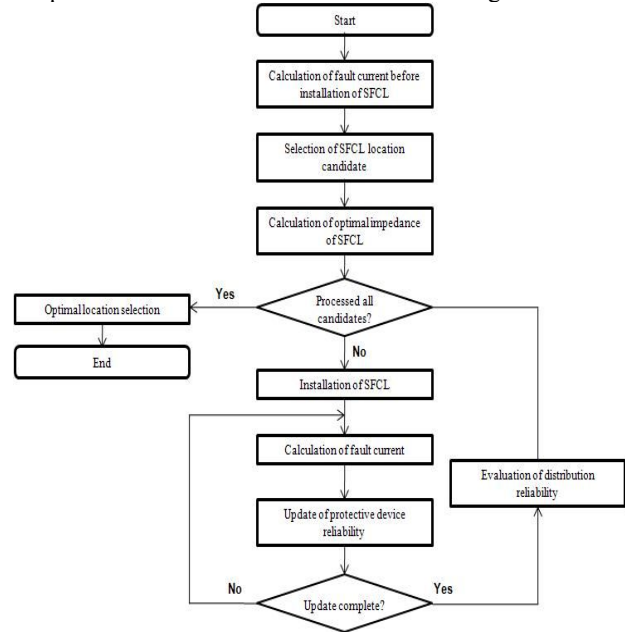 Start
Calculation of fault current before
installation of SFCL
Selection of SFCL location
candidate
Calculation of optimal impedance
of SFCL
Yes
Processed all
candidates?
Optimal location selection
No
End
Installation of SFCL
Calculation of fault current
Evaluation of distribution
reliability
Update of protective device
reliability
No
Yes
Update complete?